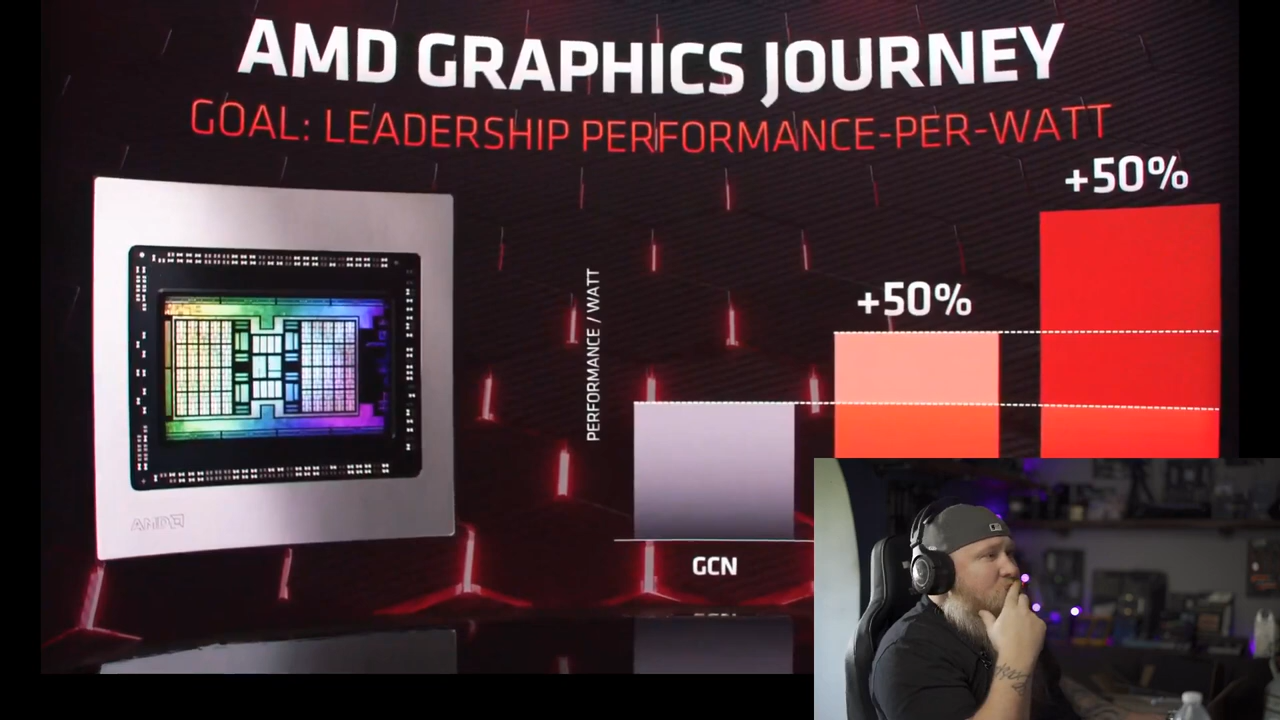 AMD GRAPHICS JOURNEY
GOAL: LEADERSHIP PERFORMANCE-PER-WATT
+50%
+50%
PERFORMANCE / WATT
GCN
AMD